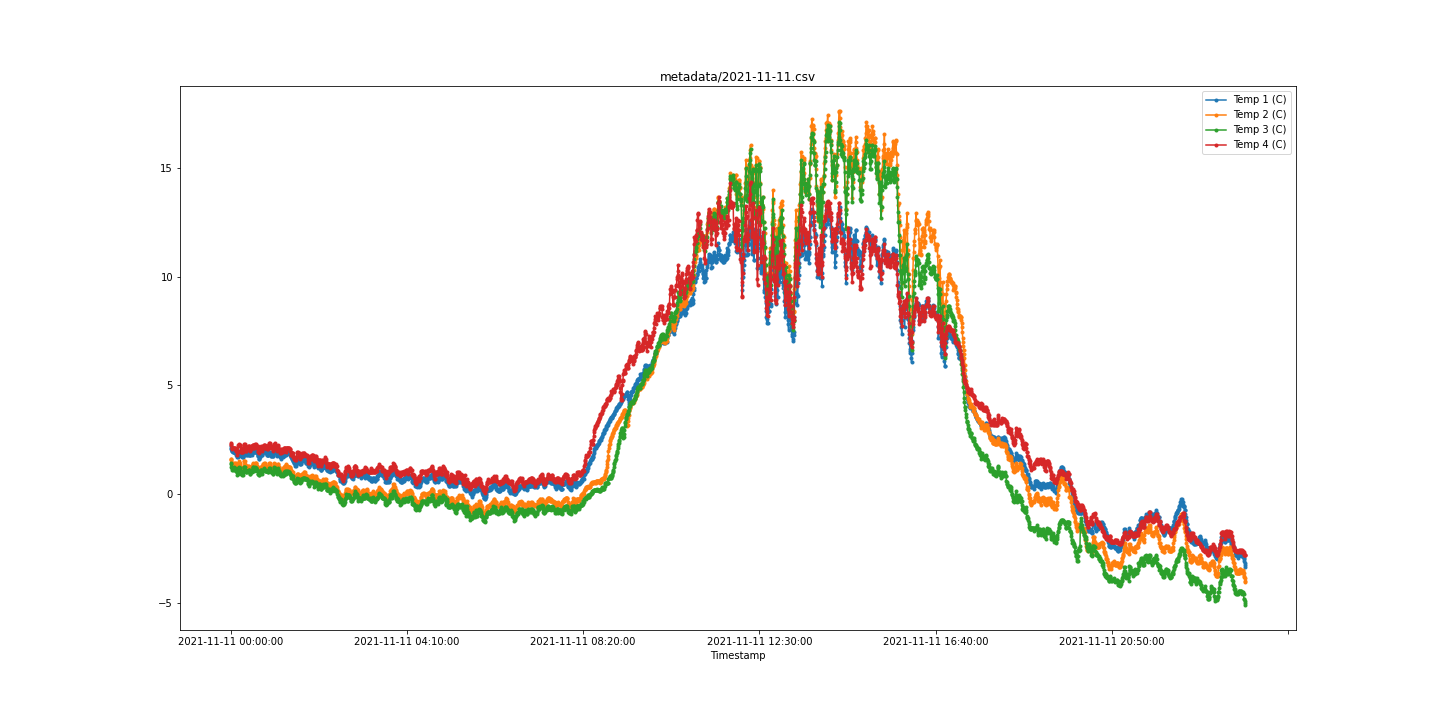 metadata/2021-11-11.csv
Temp 1 (C)
Temp 2 (C)
Temp 3 (C)
Temp 4 (C)
15
10
5
0
−5
2021-11-11 00:00:00 2021-11-11 04:10:00 2021-11-11 08:20:00 2021-11-11 12:30:00 2021-11-11 16:40:00 2021-11-11 20:50:00
Timestamp